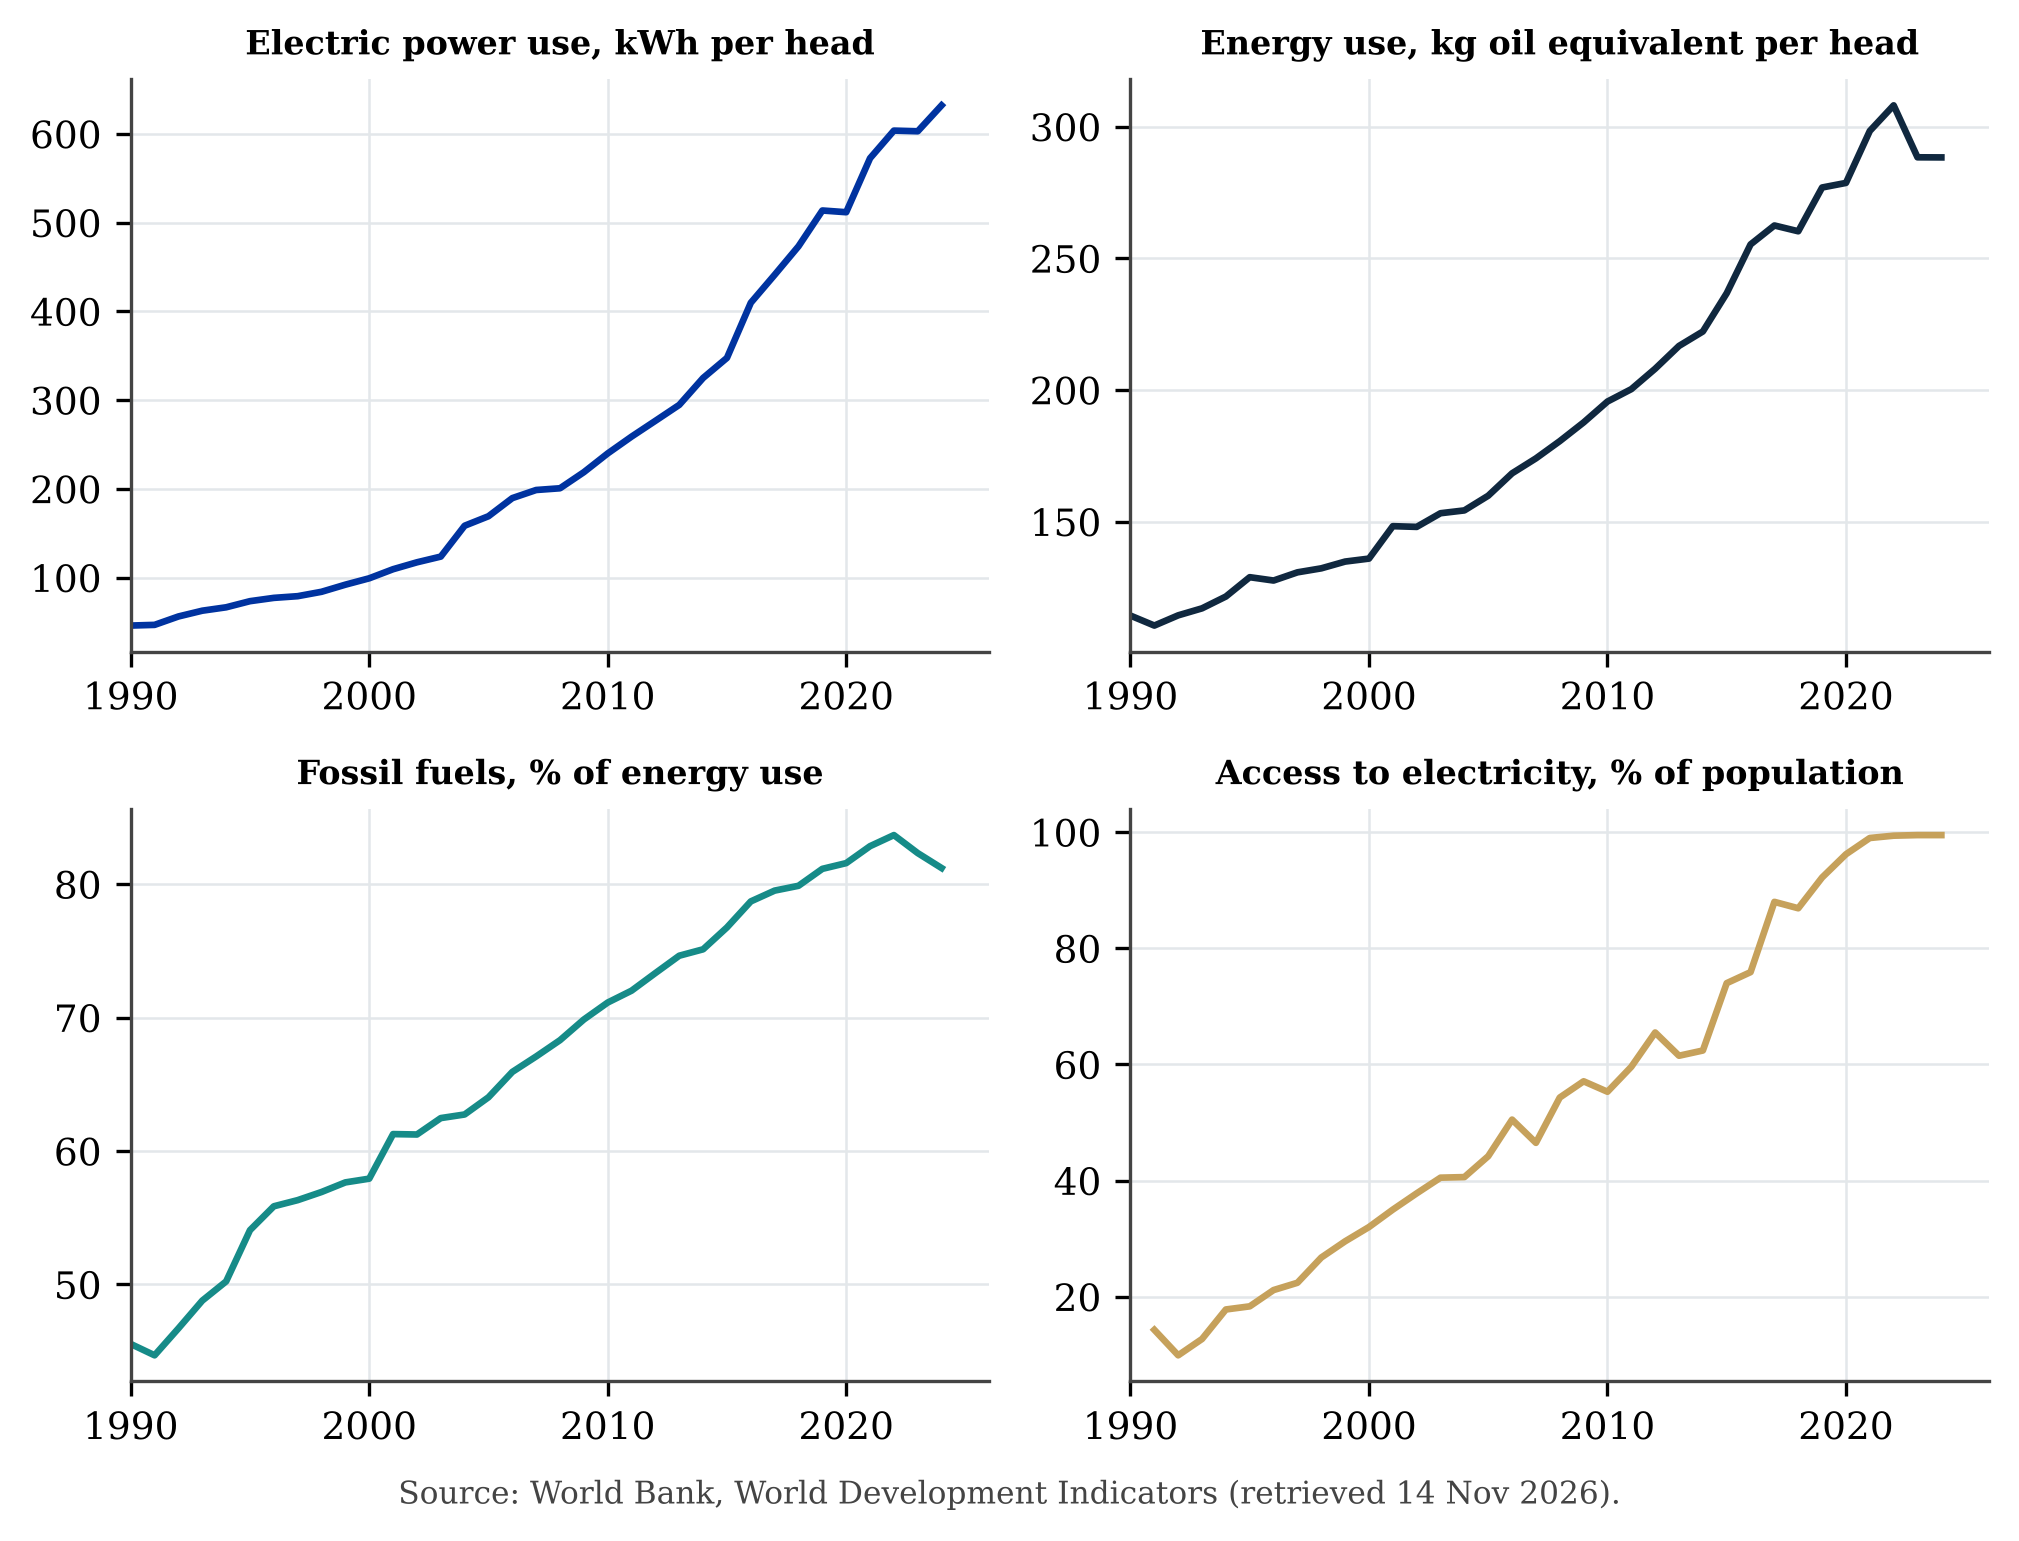 Electric power use, kWh per head
600
500
400
300
200
100
1990 2000 2010 2020
Energy use, kg oil equivalent per head
300
250
200
150
1990 2000 2010 2020
Fossil fuels, % of energy use
80
70
60
50
1990 2000 2010 2020
Access to electricity, % of population
100
80
60
40
20
1990 2000 2010 2020
Source: World Bank, World Development Indicators (retrieved 14 Nov 2026).